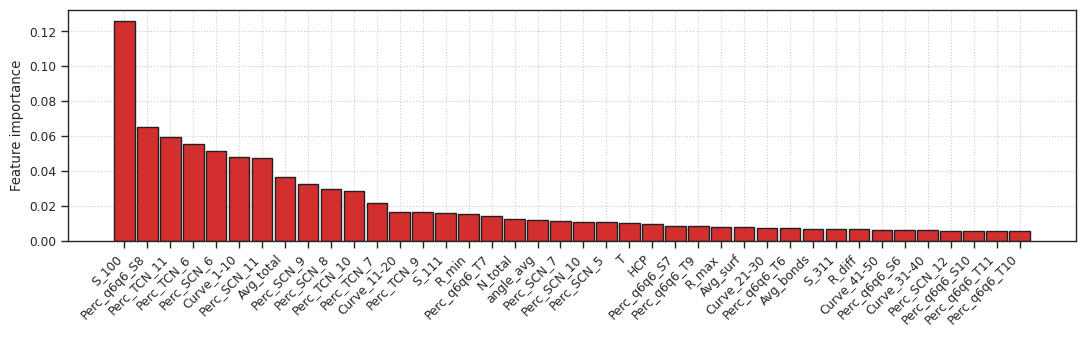 Feature importance
0.12
0.10
0.08
0.06
0.04
0.02
0.00
S_100
Perc_q6q6_S8
Perc_TCN_11
Perc_TCN_6
Perc_SCN_6
Curve_1-10
Perc_SCN_11
Avg_total
Perc_SCN_9
Perc_SCN_8
Perc_TCN_10
Perc_TCN_7
Curve_11-20
Perc_TCN_9
S_111
R_min
Perc_q6q6_T7
N_total
angle_avg
Perc_SCN_7
Perc_SCN_10
Perc_SCN_5
T
HCP
Perc_q6q6_S7
Perc_q6q6_T9
R_max
Avg_surf
Curve_21-30
Perc_q6q6_T6
Avg_bonds
S_311
R_diff
Curve_41-50
Perc_q6q6_S6
Curve_31-40
Perc_SCN_12
Perc_q6q6_S10
Perc_q6q6_T11
Perc_q6q6_T10